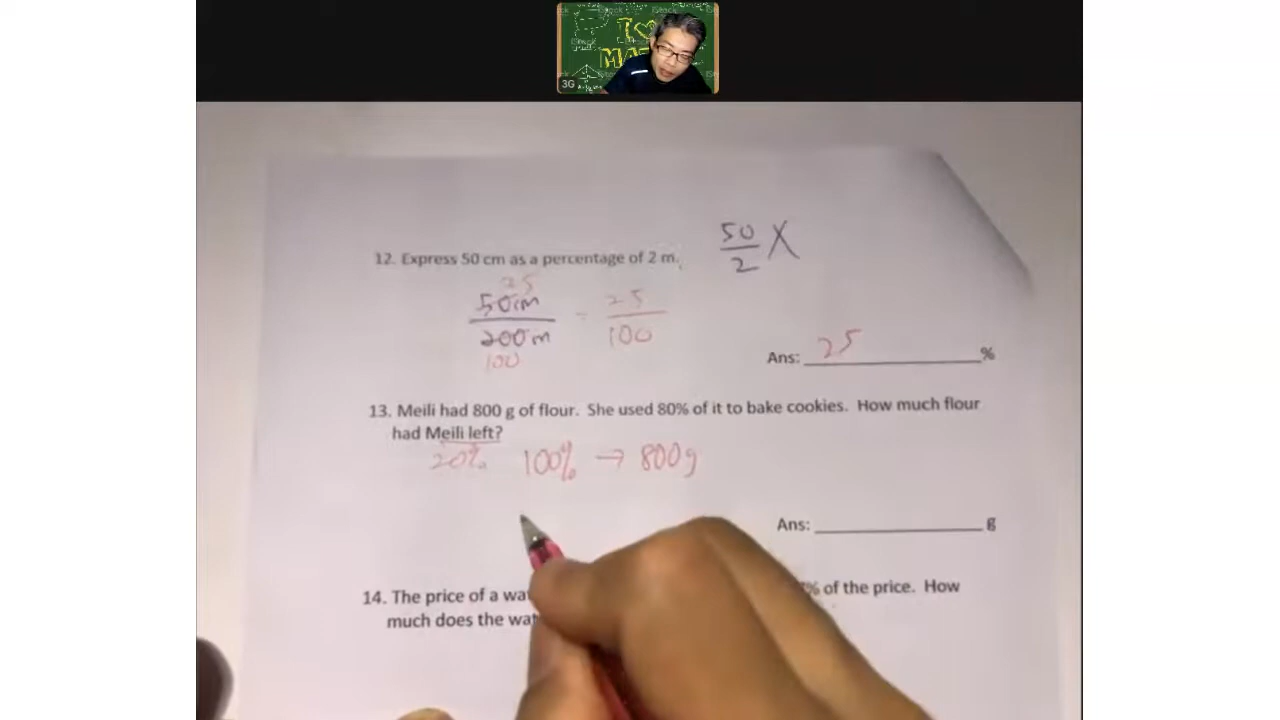 I
MA
3G
50
2
X
12. Express 50 cm as a percentage of 2 m.
25
50cm
200m
100
=
25
100
Ans: 25 %
13. Meili had 800 g of flour. She used 80% of it to bake cookies. How much flour
had Meili left?
20% 100% → 800g
Ans: g
14. The price of a % of the price. How
much does the